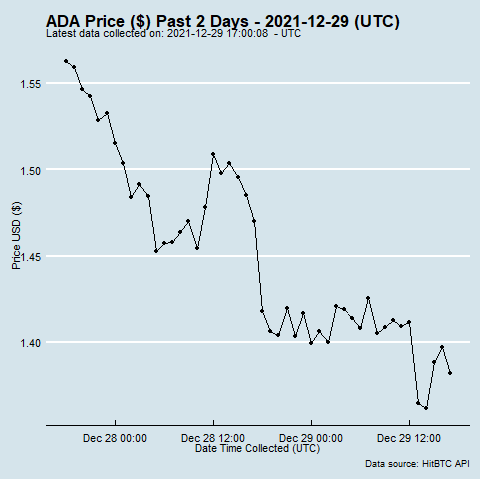 ADA Price ($) Past 2 Days - 2021-12-29 (UTC)
Latest data collected on: 2021-12-29 17:00:08 - UTC
1.55
1.50
1.45
1.40
Price USD ($)
Dec 28 00:00
Dec 28 12:00
Dec 29 00:00
Dec 29 12:00
Date Time Collected (UTC)
Data source: HitBTC API